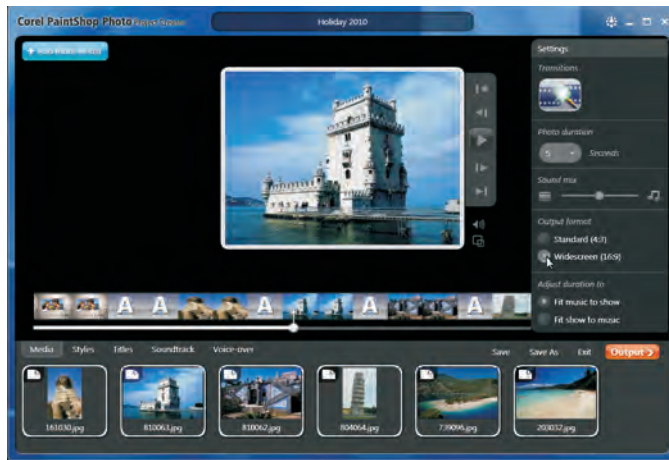 Corel PaintShop Photo Project Creator
Holiday 2010
Settings
Transitions
Photo duration
5 Seconds
Sound mix
Output format
Standard (4:3)
Widescreen (16:9)
Adjust duration to
Fit music to show
Fit show to music
A A A A A
Media Styles Titles Soundtrack Voice-over Save Save As Exit Output
161030.jpg 810063.jpg 810062.jpg 804064.jpg 739096.jpg 203032.jpg